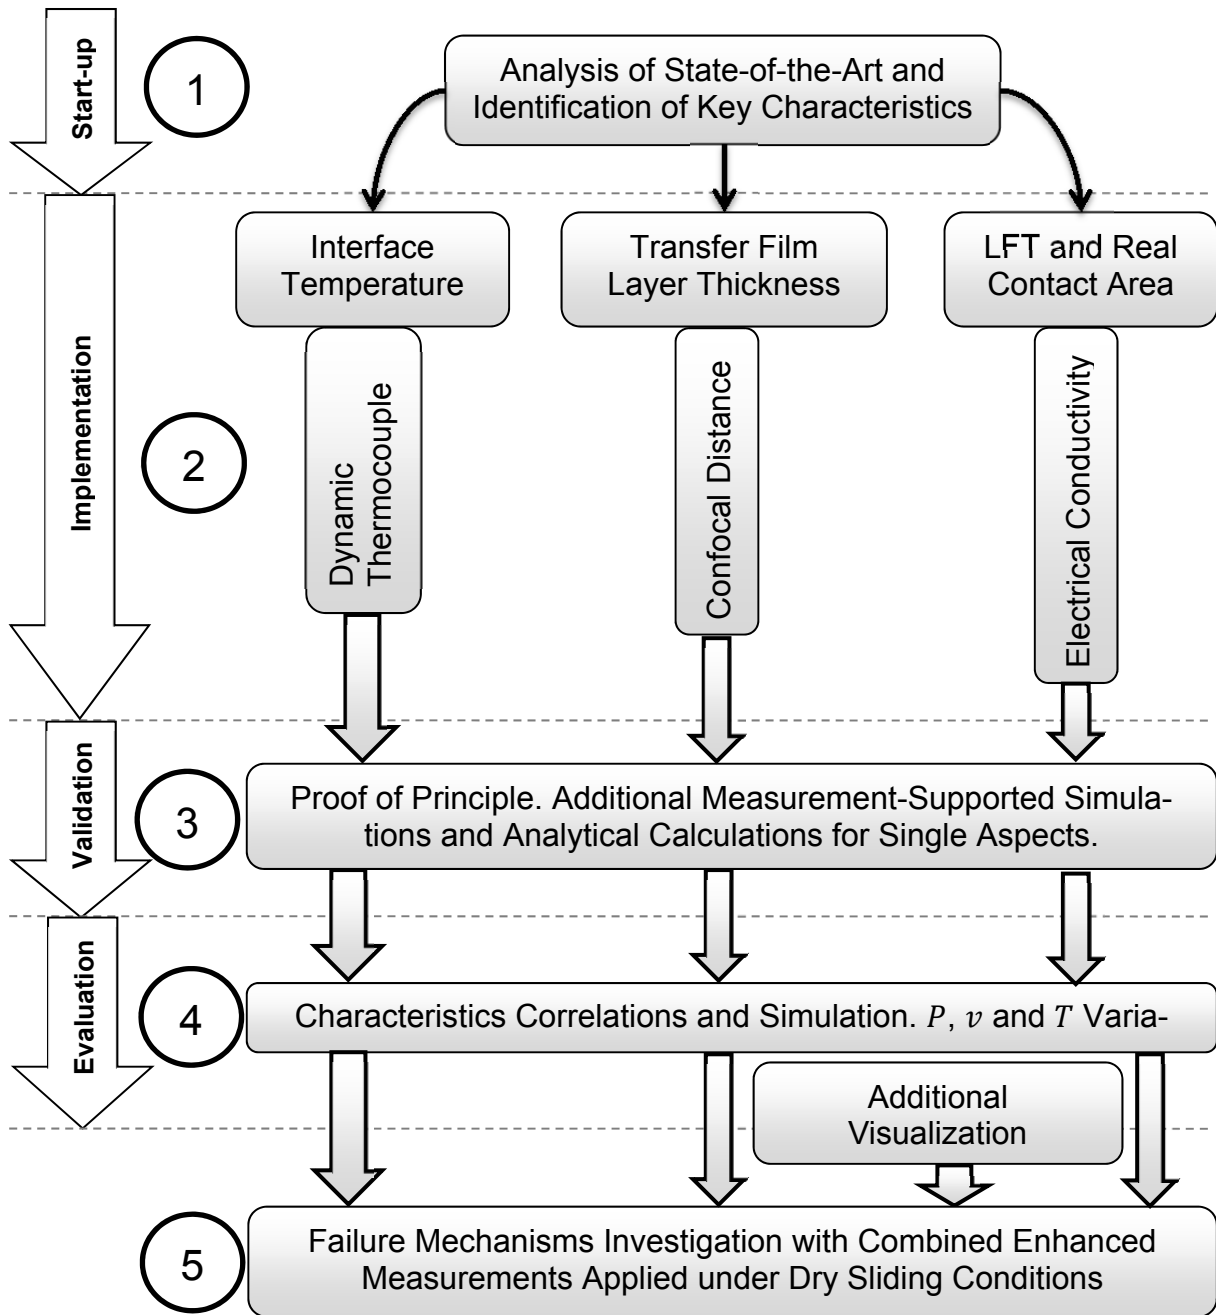 Start-up
1
Analysis of State-of-the-Art and
Identification of Key Characteristics
Implementation
2
Interface
Temperature
Transfer Film
Layer Thickness
LFT and Real
Contact Area
Dynamic
Thermocouple
Confocal Distance
Electrical Conductivity
Validation
3
Proof of Principle. Additional Measurement-Supported Simula-
tions and Analytical Calculations for Single Aspects.
Evaluation
4
Characteristics Correlations and Simulation. P, v and T Varia-
Additional
Visualization
5
Failure Mechanisms Investigation with Combined Enhanced
Measurements Applied under Dry Sliding Conditions